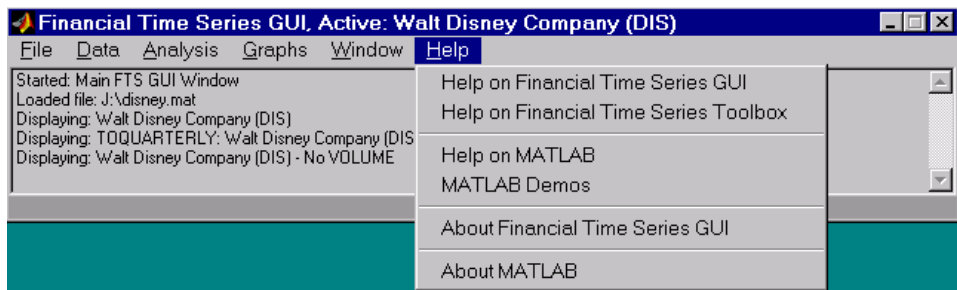 Financial Time Series GUI, Active: Walt Disney Company (DIS)
File Data Analysis Graphs Window Help
Started: Main FTS GUI Window
Loaded file: J:\disney.mat
Displaying: Walt Disney Company (DIS)
Displaying: TOQUARTERLY: Walt Disney Company (DIS
Displaying: Walt Disney Company (DIS) - No VOLUME
Help on Financial Time Series GUI
Help on Financial Time Series Toolbox
Help on MATLAB
MATLAB Demos
About Financial Time Series GUI
About MATLAB